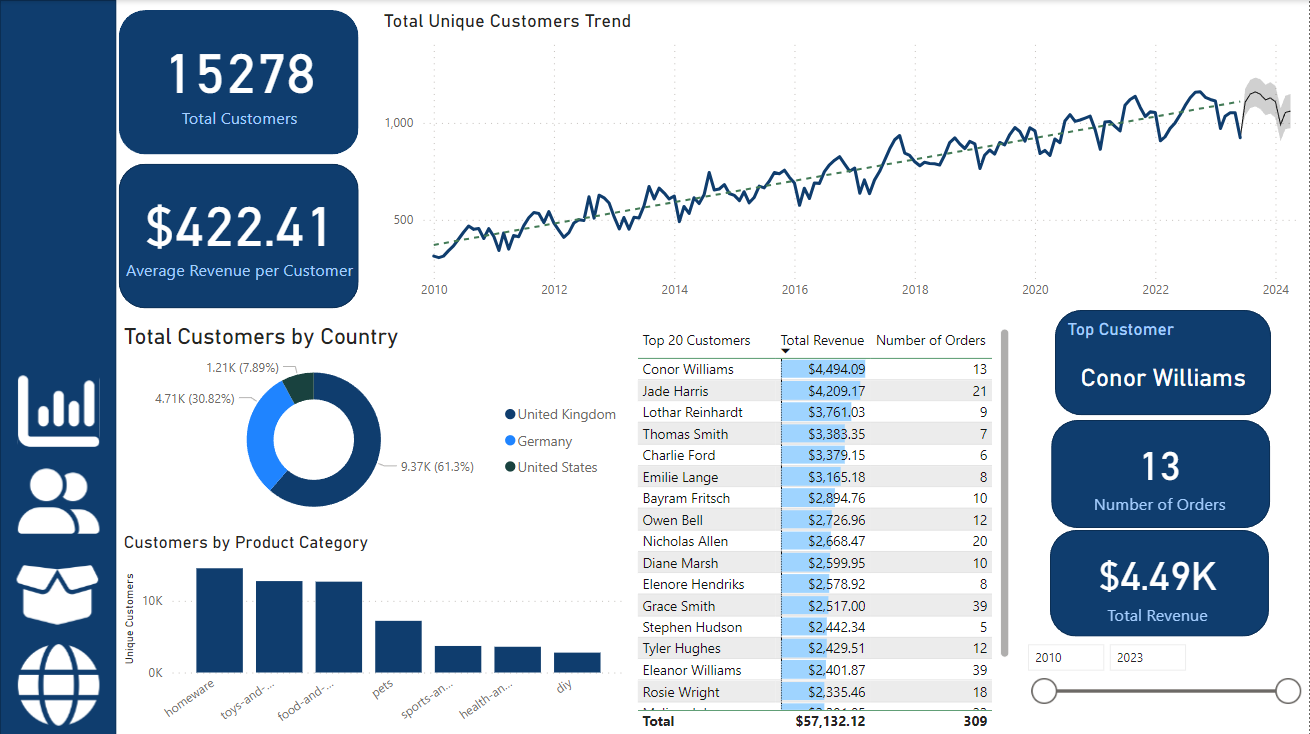 15278
Total Customers
$422.41
Average Revenue per Customer
Total Unique Customers Trend
1,000
500
2010 2012 2014 2016 2018 2020 2022 2024
Total Customers by Country
1.21K (7.89%)
4.71K (30.82%)
9.37K (61.3%)
United Kingdom
Germany
United States
Customers by Product Category
Unique Customers
10K
0K
homeware toys-and-... food-and-... pets sports-an... health-an... diy
Top 20 Customers Total Revenue Number of Orders
Conor Williams $4,494.09 13
Jade Harris $4,209.17 21
Lothar Reinhardt $3,761.03 9
Thomas Smith $3,383.35 7
Charlie Ford $3,379.15 6
Emilie Lange $3,165.18 8
Bayram Fritsch $2,894.76 10
Owen Bell $2,726.96 12
Nicholas Allen $2,668.47 20
Diane Marsh $2,599.95 10
Elenore Hendriks $2,578.92 8
Grace Smith $2,517.00 39
Stephen Hudson $2,442.34 5
Tyler Hughes $2,429.51 12
Eleanor Williams $2,401.87 39
Rosie Wright $2,335.46 18
Total $57,132.12 309
Top Customer
Conor Williams
13
Number of Orders
$4.49K
Total Revenue
2010 2023